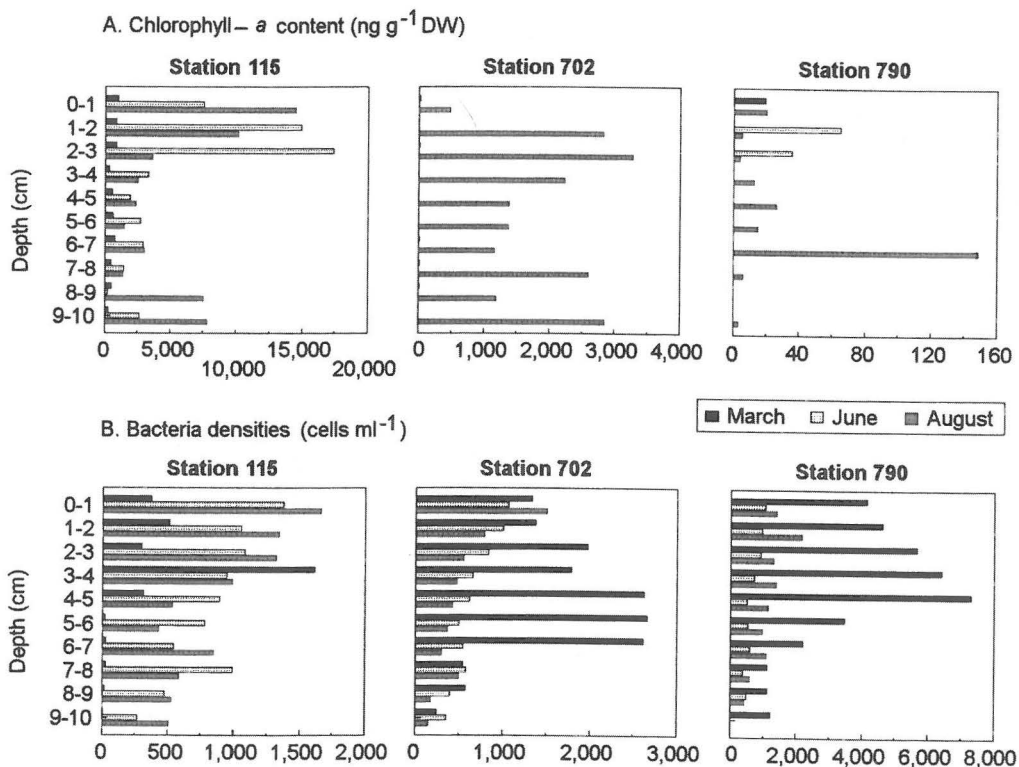 A. Chlorophyll – a content (ng g⁻¹ DW)
Station 115
Station 702
Station 790
Depth (cm)
0-1
1-2
2-3
3-4
4-5
5-6
6-7
7-8
8-9
9-10
0 5,000 10,000 15,000 20,000
0 1,000 2,000 3,000 4,000
0 40 80 120 160
March June August
B. Bacteria densities (cells ml⁻¹)
Station 115
Station 702
Station 790
Depth (cm)
0-1
1-2
2-3
3-4
4-5
5-6
6-7
7-8
8-9
9-10
0 500 1,000 1,500 2,000
0 1,000 2,000 3,000
0 2,000 4,000 6,000 8,000